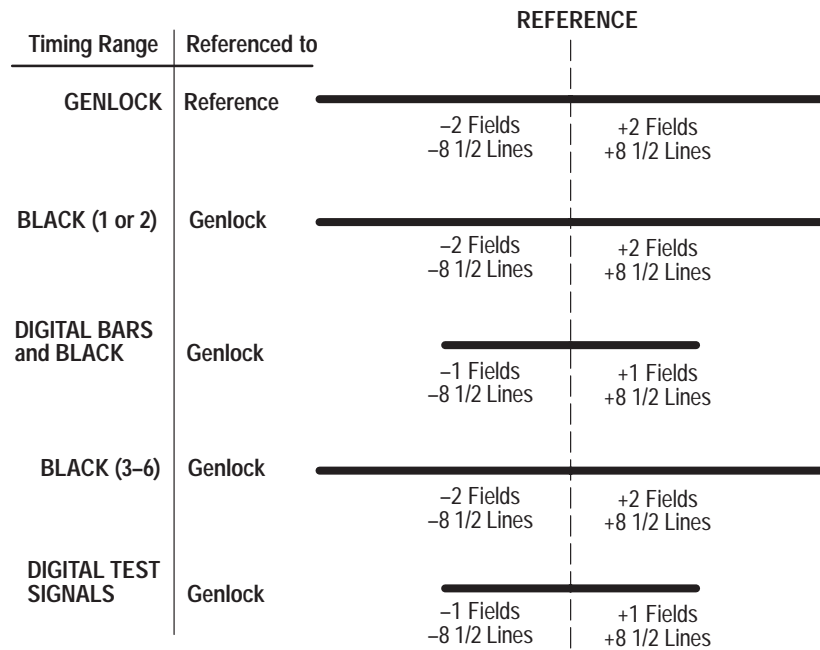 REFERENCE
Timing Range Referenced to
GENLOCK Reference
–2 Fields +2 Fields
–8 1/2 Lines +8 1/2 Lines
BLACK (1 or 2) Genlock
–2 Fields +2 Fields
–8 1/2 Lines +8 1/2 Lines
DIGITAL BARS
and BLACK Genlock
–1 Fields +1 Fields
–8 1/2 Lines +8 1/2 Lines
BLACK (3–6) Genlock
–2 Fields +2 Fields
–8 1/2 Lines +8 1/2 Lines
DIGITAL TEST
SIGNALS Genlock
–1 Fields +1 Fields
–8 1/2 Lines +8 1/2 Lines